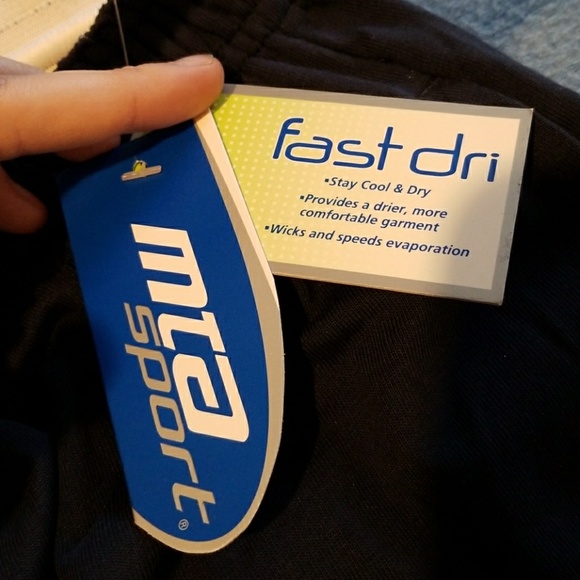 fast dri
▪Stay Cool & Dry
▪Provides a drier, more
comfortable garment
▪Wicks and speeds evaporation
mta
sport®